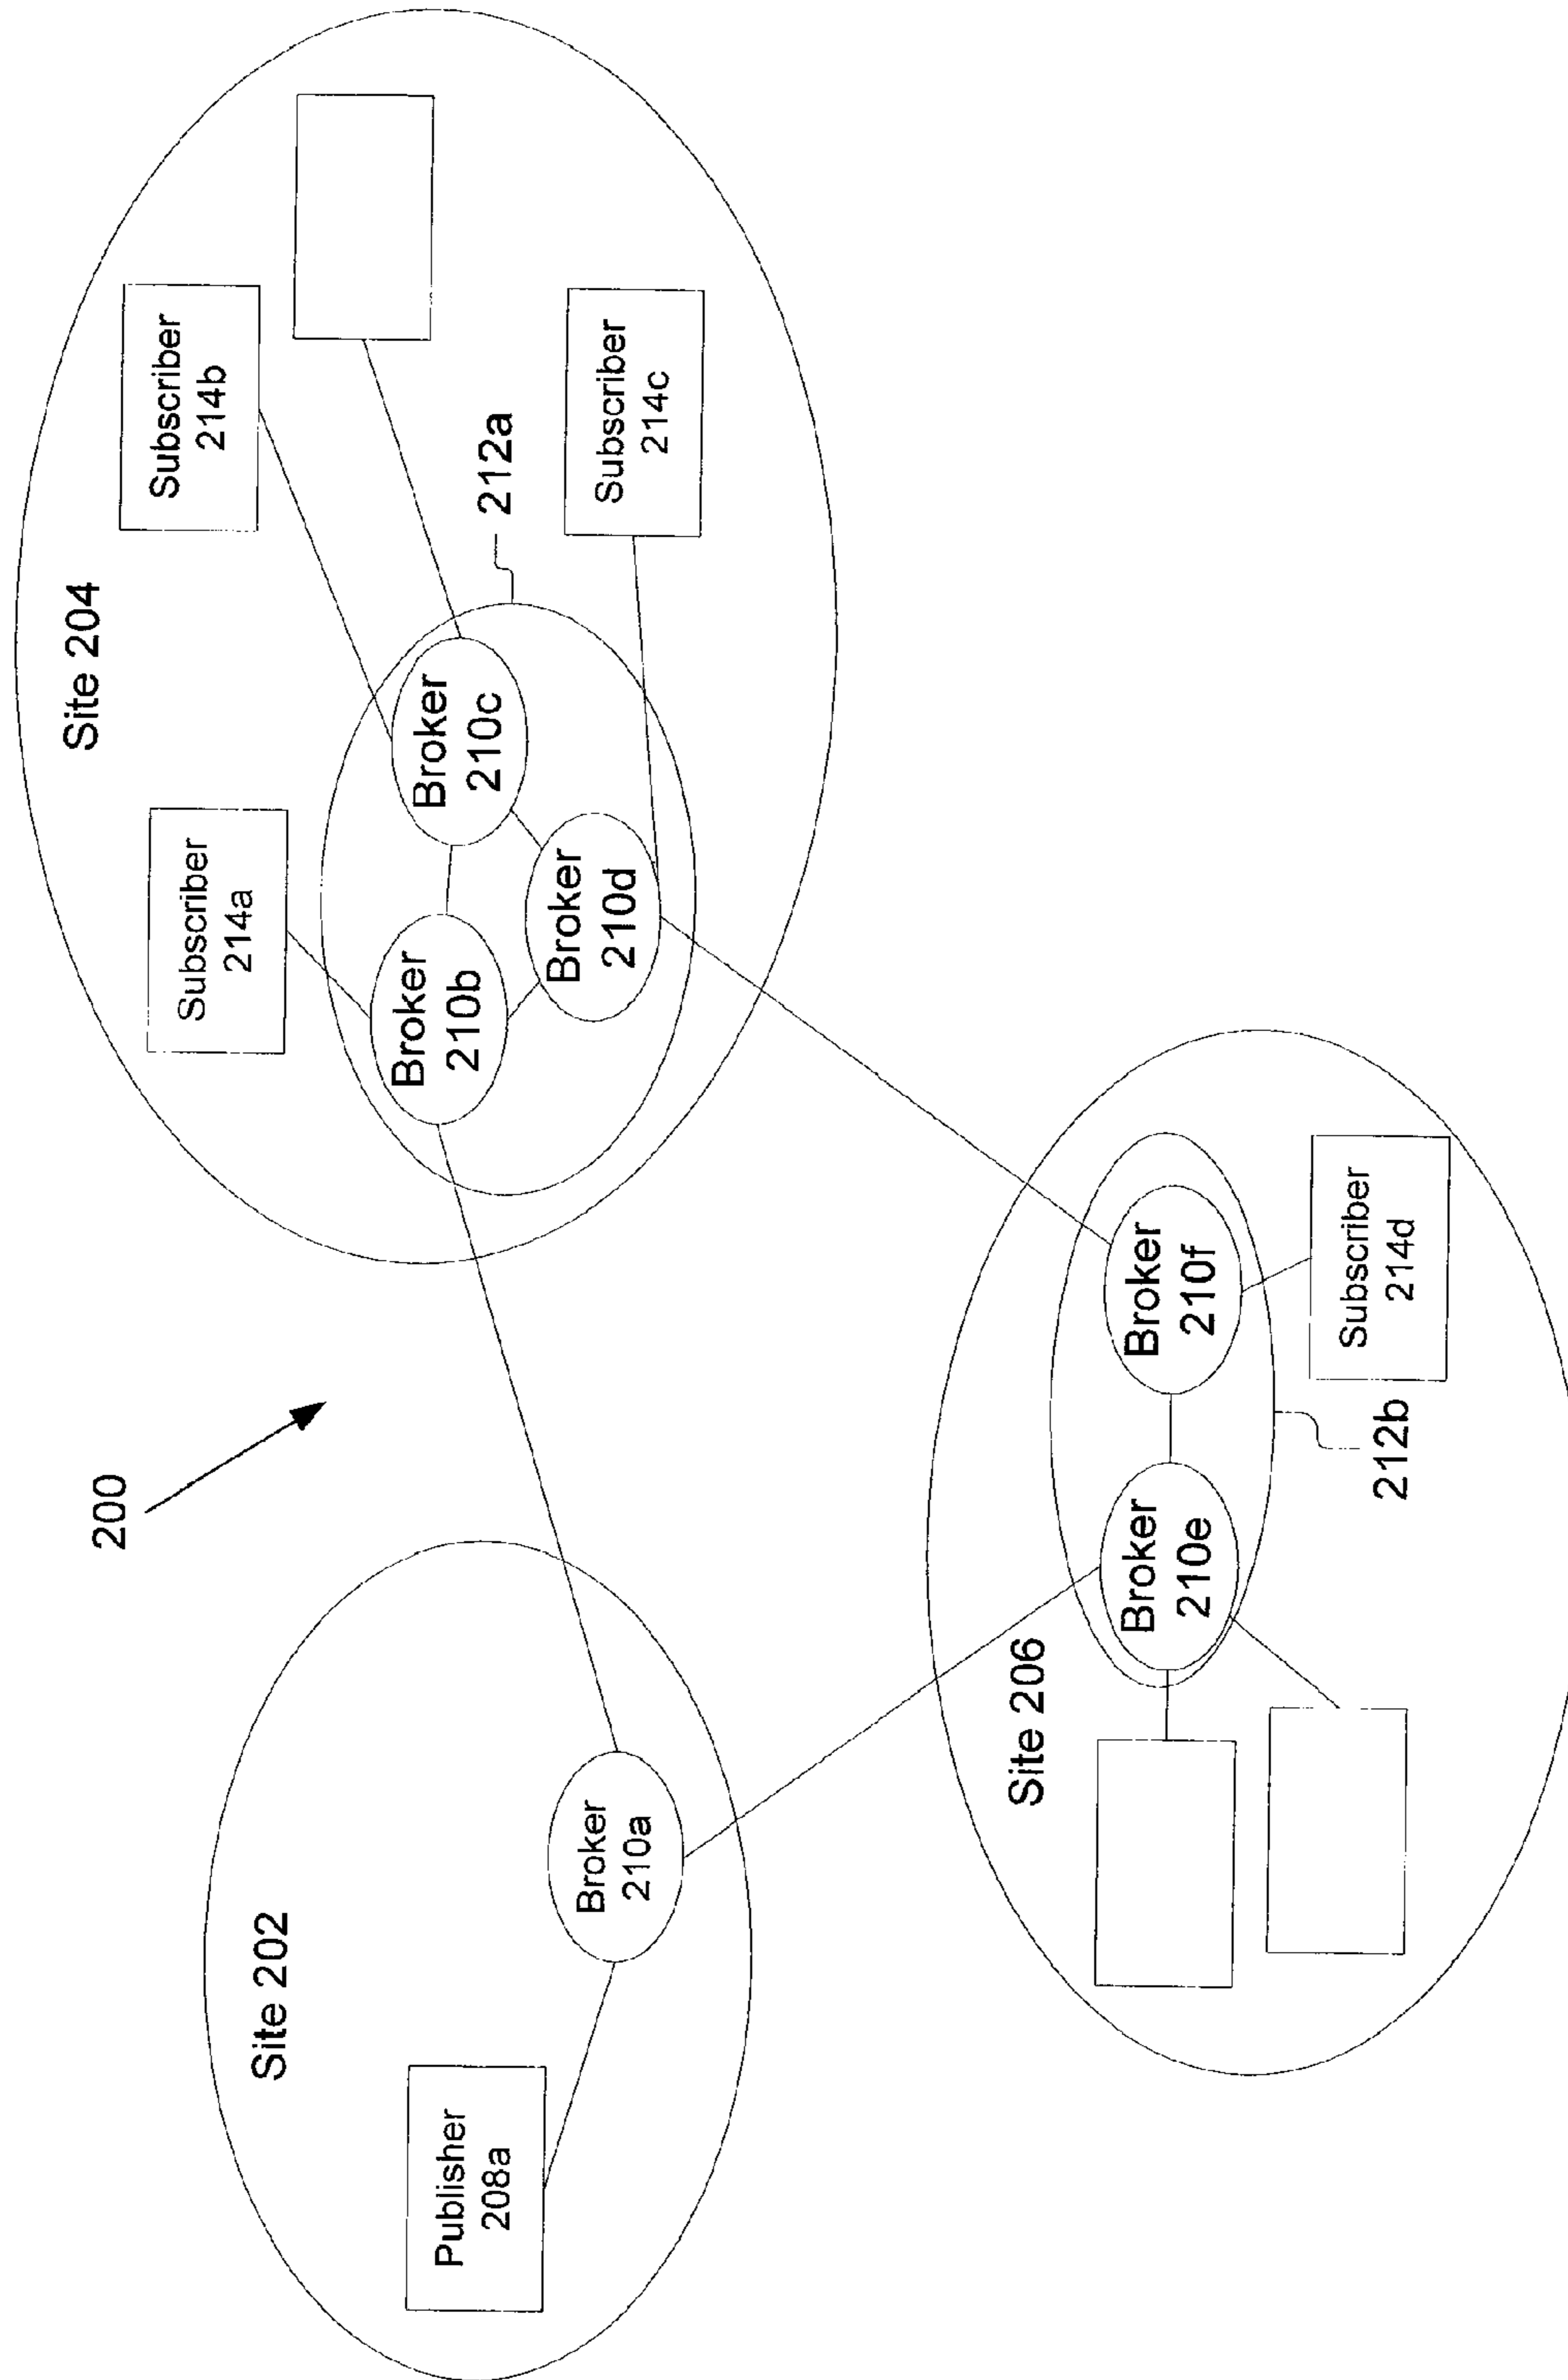 200
Site 202
Publisher
208a
Broker
210a
Site 204
Subscriber
214a
Subscriber
214b
Broker
210b
Broker
210c
Broker
210d
212a
Subscriber
214c
Site 206
Broker
210e
Broker
210f
212b
Subscriber
214d